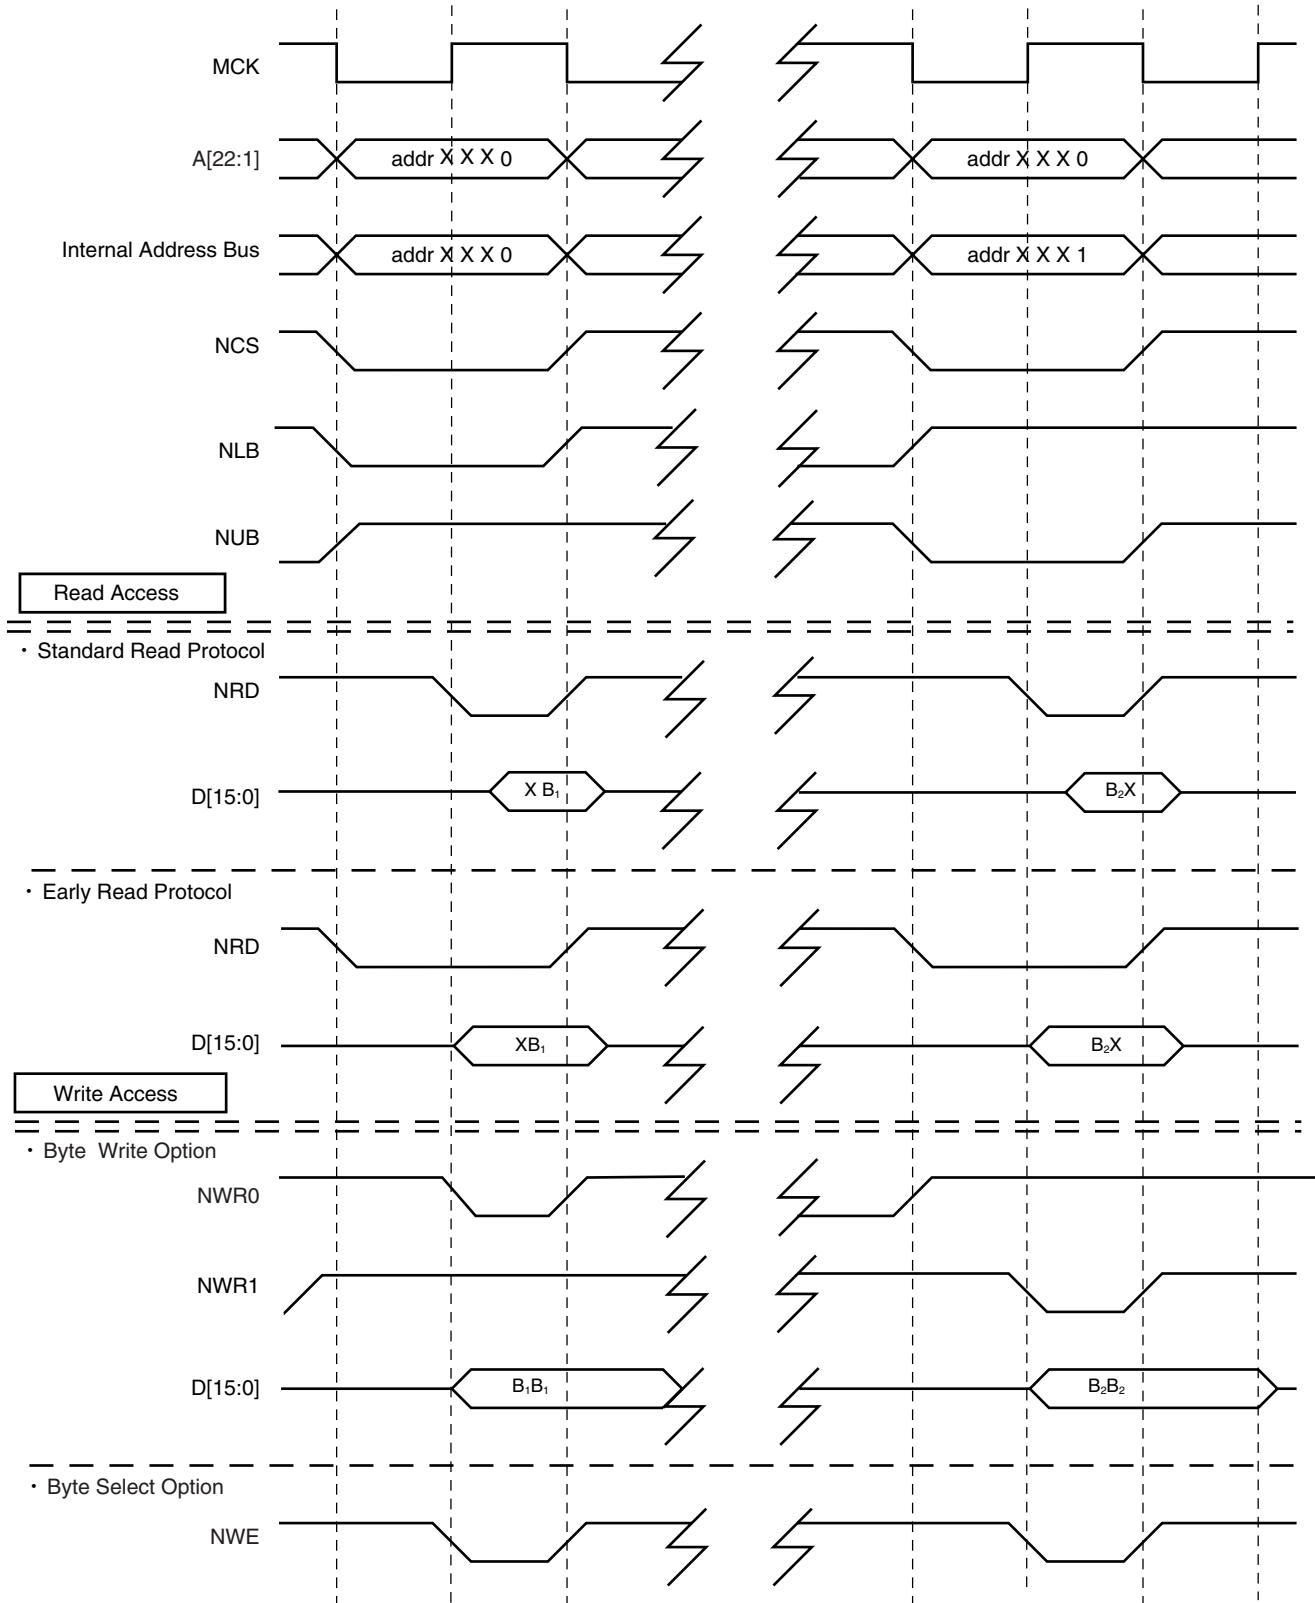 MCK
A[22:1] addr X X X 0 addr X X X 0
Internal Address Bus addr X X X 0 addr X X X 1
NCS
NLB
NUB
Read Access
· Standard Read Protocol
NRD
D[15:0] X B₁ B₂X
· Early Read Protocol
NRD
D[15:0] XB₁ B₂X
Write Access
· Byte Write Option
NWR0
NWR1
D[15:0] B₁B₁ B₂B₂
· Byte Select Option
NWE